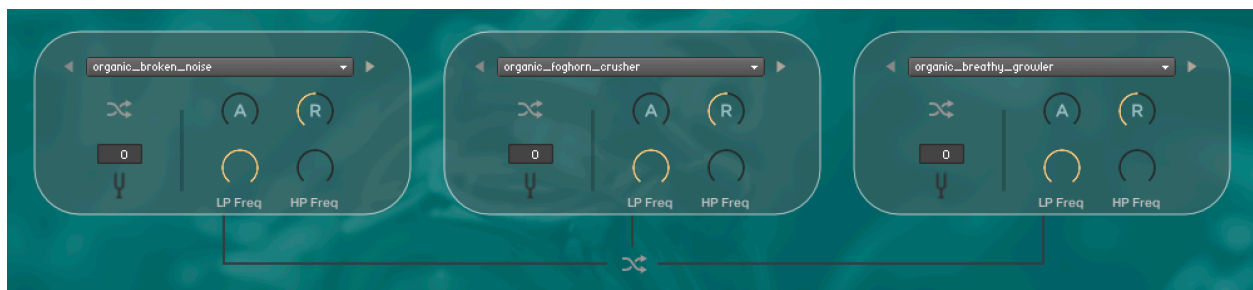 organic_broken_noise
A R
0
LP Freq HP Freq
organic_foghorn_crusher
A R
0
LP Freq HP Freq
organic_breathy_growler
A R
0
LP Freq HP Freq